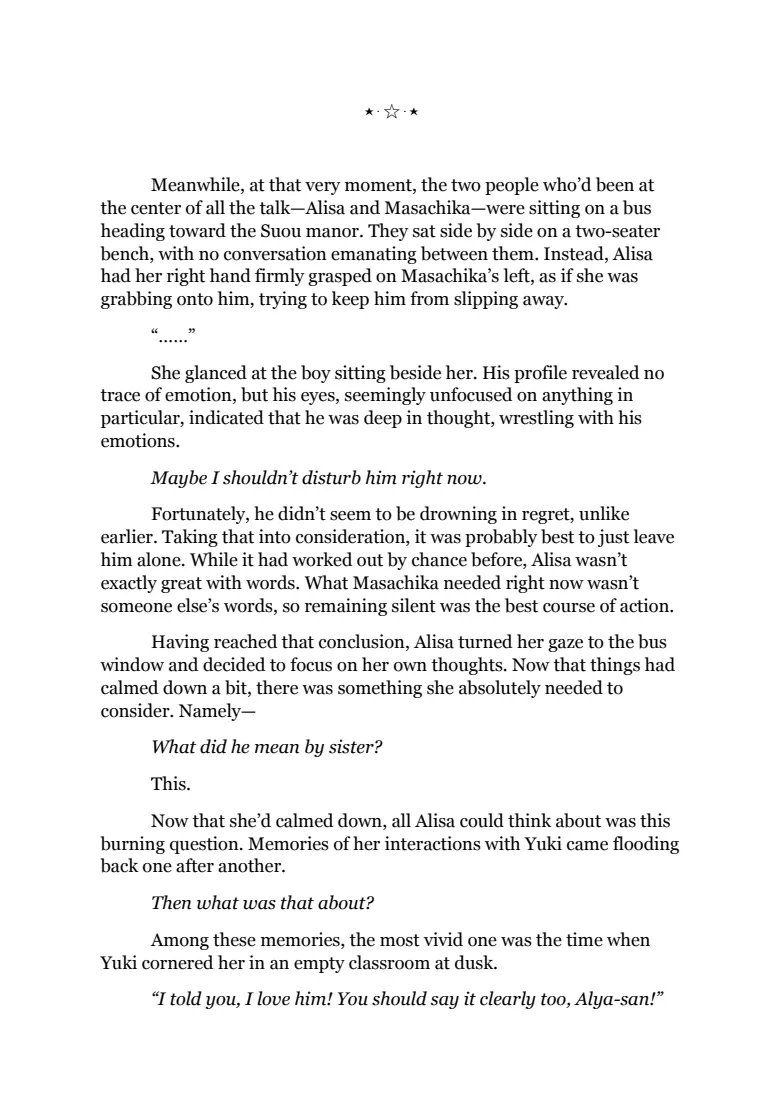 ⋆·☆·⋆
Meanwhile, at that very moment, the two people who’d been at
the center of all the talk—Alisa and Masachika—were sitting on a bus
heading toward the Suou manor. They sat side by side on a two-seater
bench, with no conversation emanating between them. Instead, Alisa
had her right hand firmly grasped on Masachika’s left, as if she was
grabbing onto him, trying to keep him from slipping away.
“......”
She glanced at the boy sitting beside her. His profile revealed no
trace of emotion, but his eyes, seemingly unfocused on anything in
particular, indicated that he was deep in thought, wrestling with his
emotions.
Maybe I shouldn’t disturb him right now.
Fortunately, he didn’t seem to be drowning in regret, unlike
earlier. Taking that into consideration, it was probably best to just leave
him alone. While it had worked out by chance before, Alisa wasn’t
exactly great with words. What Masachika needed right now wasn’t
someone else’s words, so remaining silent was the best course of action.
Having reached that conclusion, Alisa turned her gaze to the bus
window and decided to focus on her own thoughts. Now that things had
calmed down a bit, there was something she absolutely needed to
consider. Namely—
What did he mean by sister?
This.
Now that she’d calmed down, all Alisa could think about was this
burning question. Memories of her interactions with Yuki came flooding
back one after another.
Then what was that about?
Among these memories, the most vivid one was the time when
Yuki cornered her in an empty classroom at dusk.
“I told you, I love him! You should say it clearly too, Alya-san!”